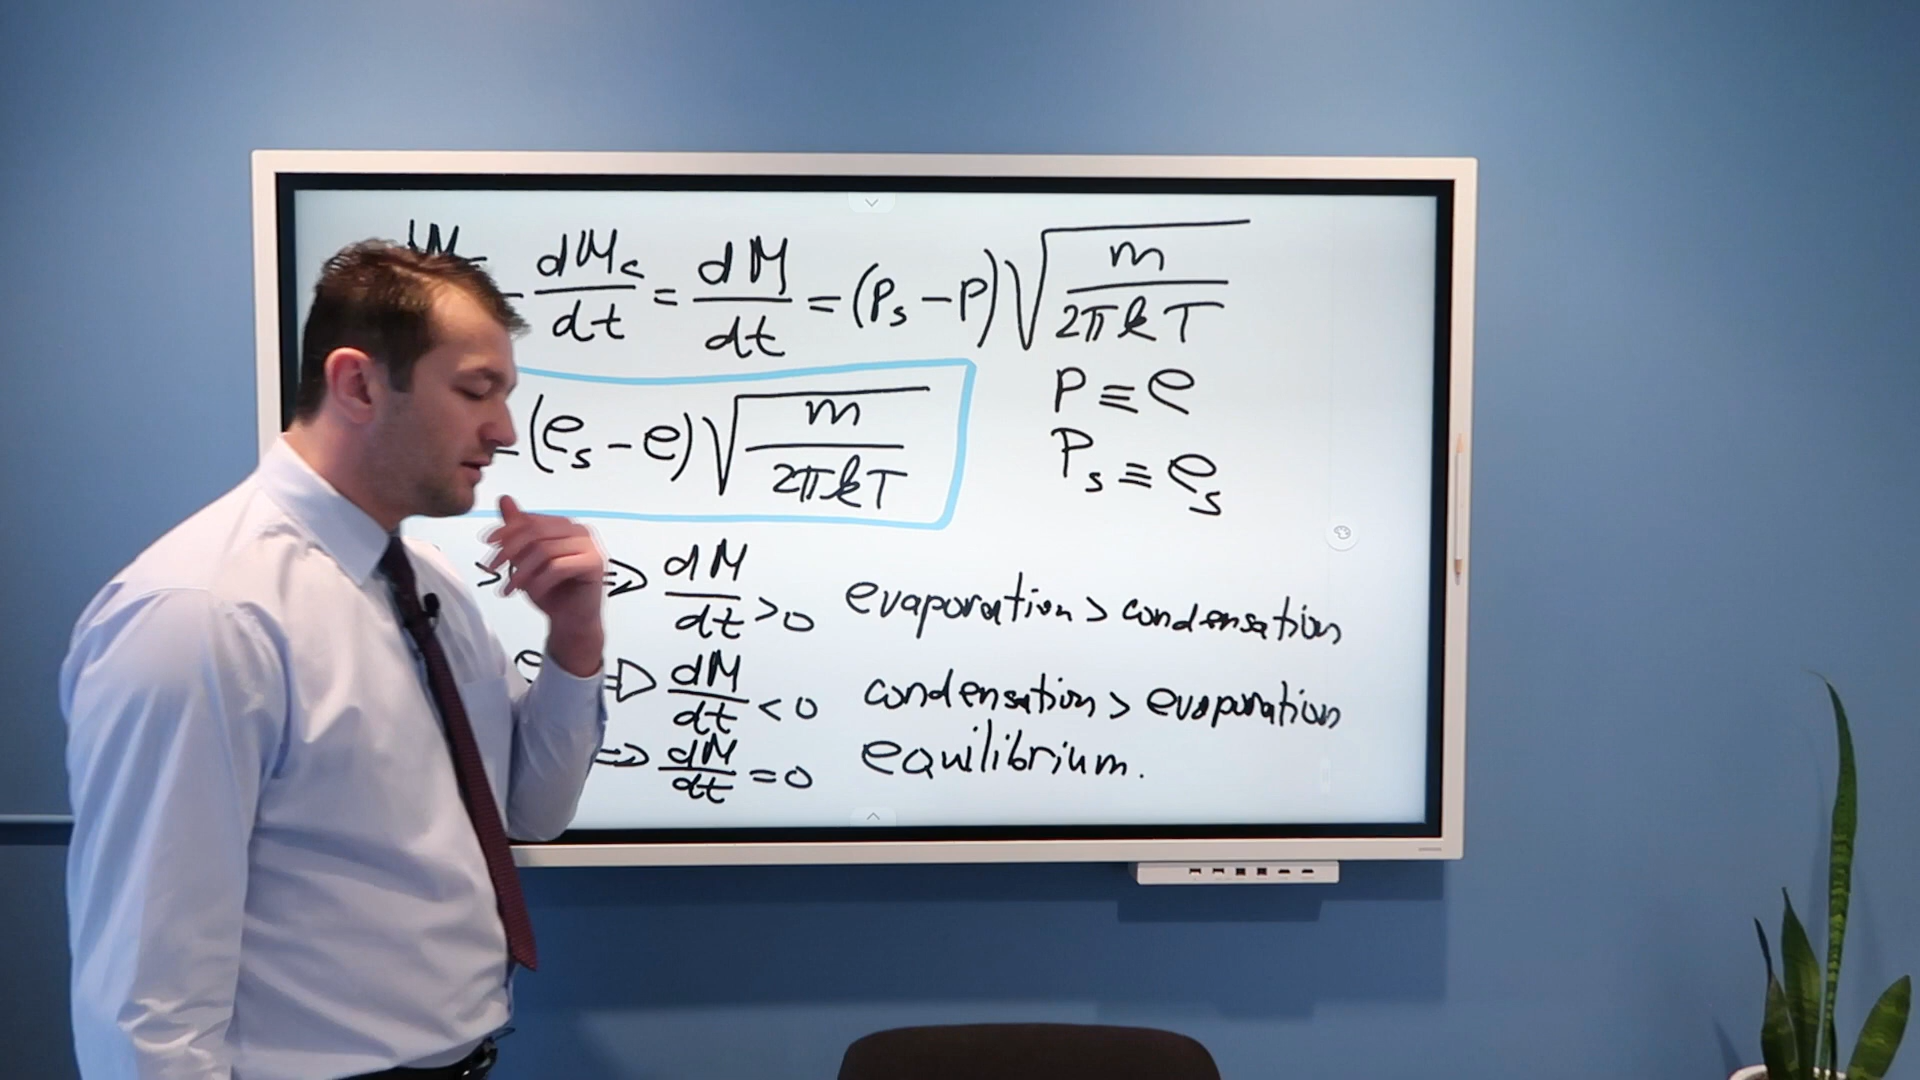 - dM_c/dt = dM/dt = (P_s - P) √(m/2πkT)
P ≡ e
= (e_s - e) √(m/2πkT)
P_s ≡ e_s
> ⇒ dM/dt > 0 evaporation > condensation
e ⇒ dM/dt < 0 condensation > evaporation
⇒ dM/dt = 0 equilibrium.